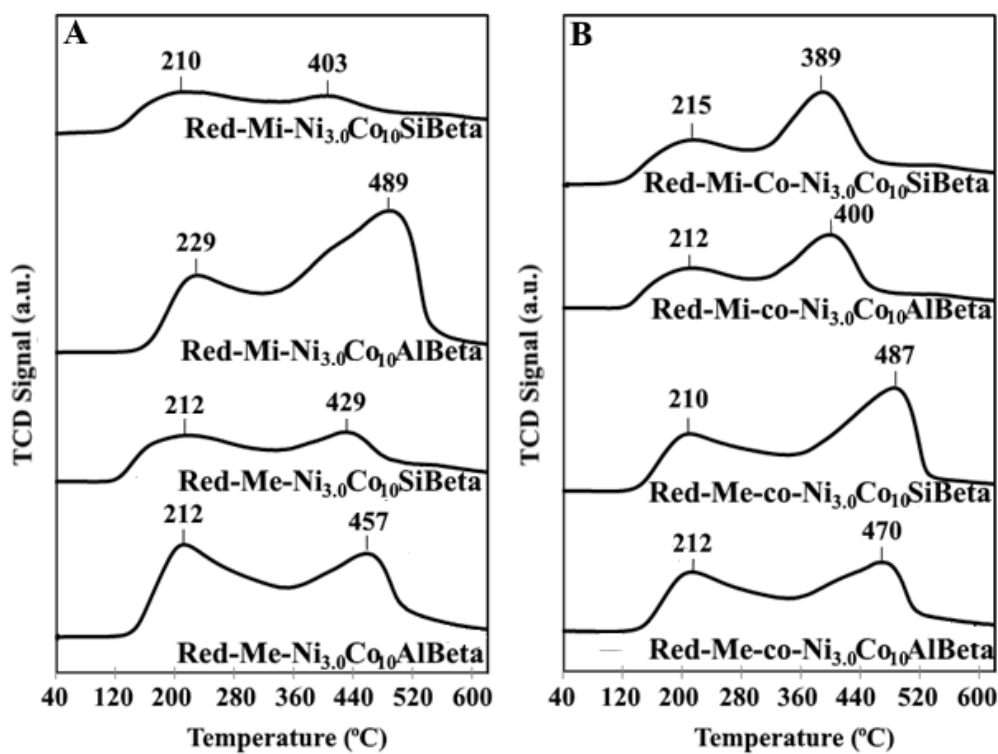 A
210
403
Red-Mi-Ni3.0Co10SiBeta
489
229
Red-Mi-Ni3.0Co10AlBeta
212
429
Red-Me-Ni3.0Co10SiBeta
212
457
Red-Me-Ni3.0Co10AlBeta
TCD Signal (a.u.)
40 120 200 280 360 440 520 600
Temperature (ºC)
B
389
215
Red-Mi-Co-Ni3.0Co10SiBeta
400
212
Red-Mi-co-Ni3.0Co10AlBeta
487
210
Red-Me-co-Ni3.0Co10SiBeta
470
212
Red-Me-co-Ni3.0Co10AlBeta
TCD Signal (a.u.)
40 120 200 280 360 440 520 600
Temperature (ºC)